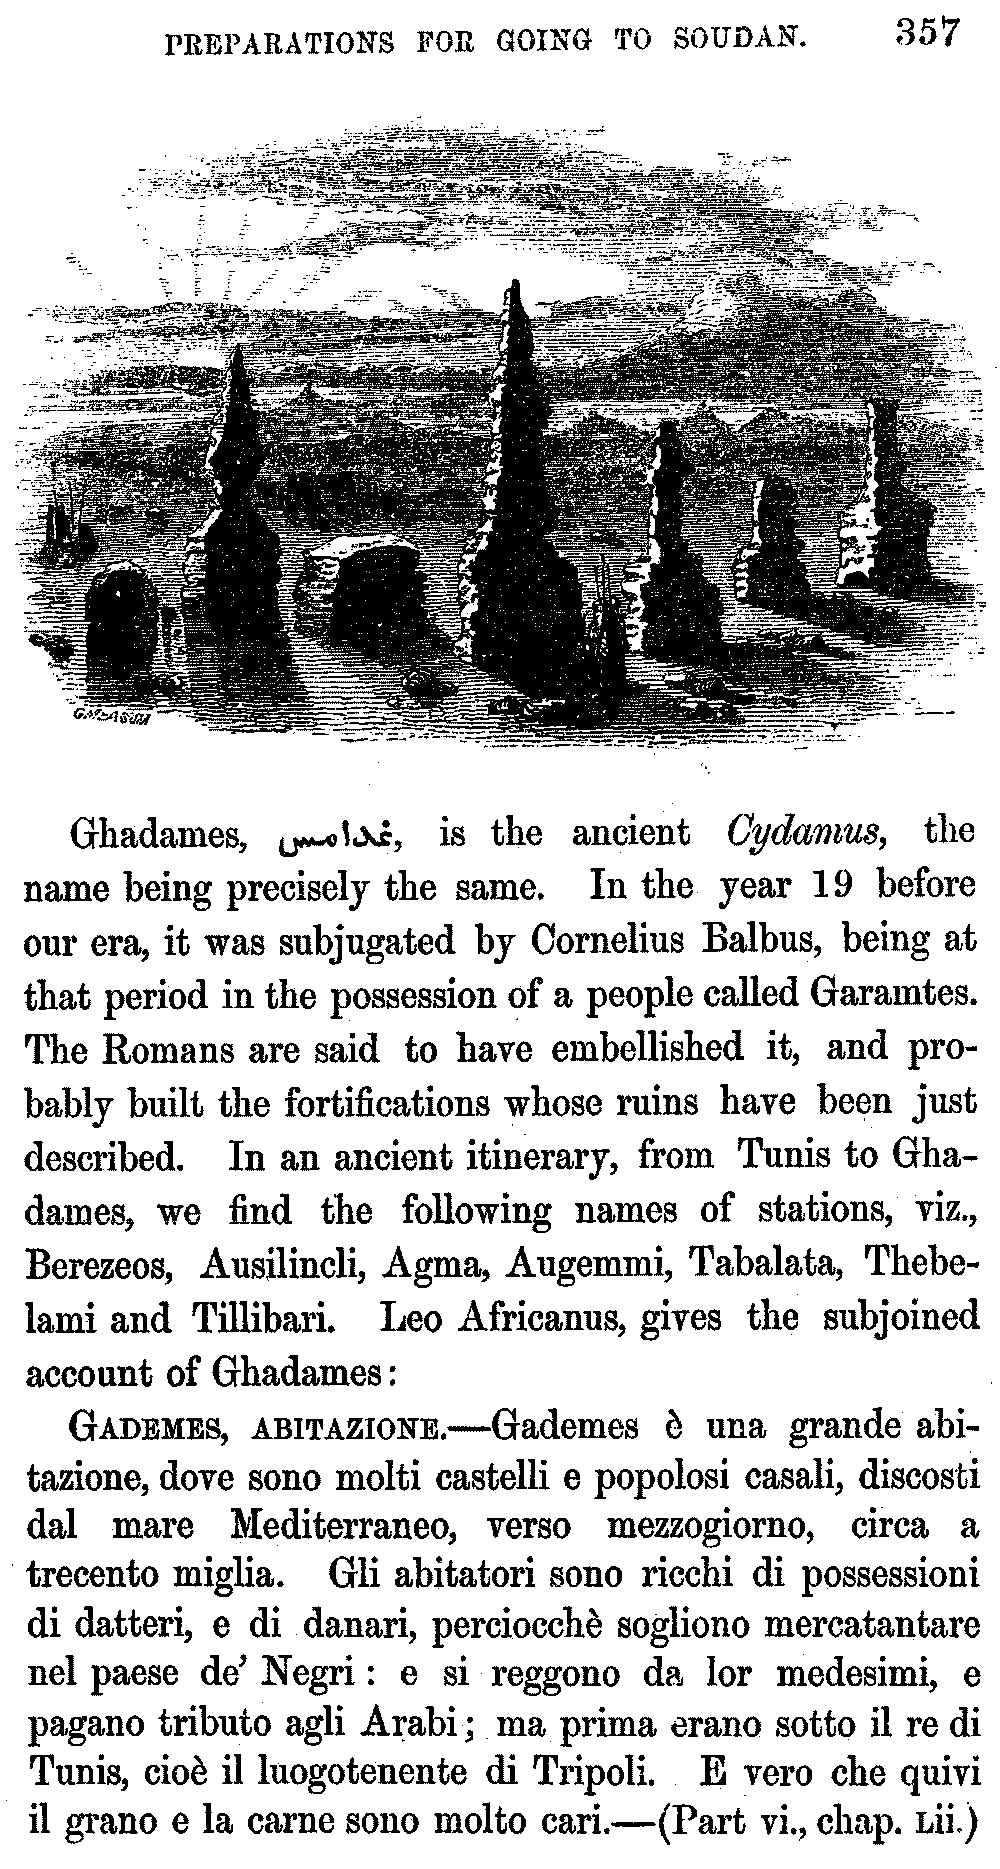 PREPARATIONS FOR GOING TO SOUDAN. 357
Ghadames, غدامس, is the ancient Cydamus, the
name being precisely the same. In the year 19 before
our era, it was subjugated by Cornelius Balbus, being at
that period in the possession of a people called Garamtes.
The Romans are said to have embellished it, and pro-
bably built the fortifications whose ruins have been just
described. In an ancient itinerary, from Tunis to Gha-
dames, we find the following names of stations, viz.,
Berezeos, Ausilincli, Agma, Augemmi, Tabalata, Thebe-
lami and Tillibari. Leo Africanus, gives the subjoined
account of Ghadames:
GADEMES, ABITAZIONE.—Gademes è una grande abi-
tazione, dove sono molti castelli e popolosi casali, discosti
dal mare Mediterraneo, verso mezzogiorno, circa a
trecento miglia. Gli abitatori sono ricchi di possessioni
di datteri, e di danari, perciocchè sogliono mercatantare
nel paese de' Negri : e si reggono da lor medesimi, e
pagano tributo agli Arabi ; ma prima erano sotto il re di
Tunis, cioè il luogotenente di Tripoli. E vero che quivi
il grano e la carne sono molto cari.—(Part vi., chap. Lii.)